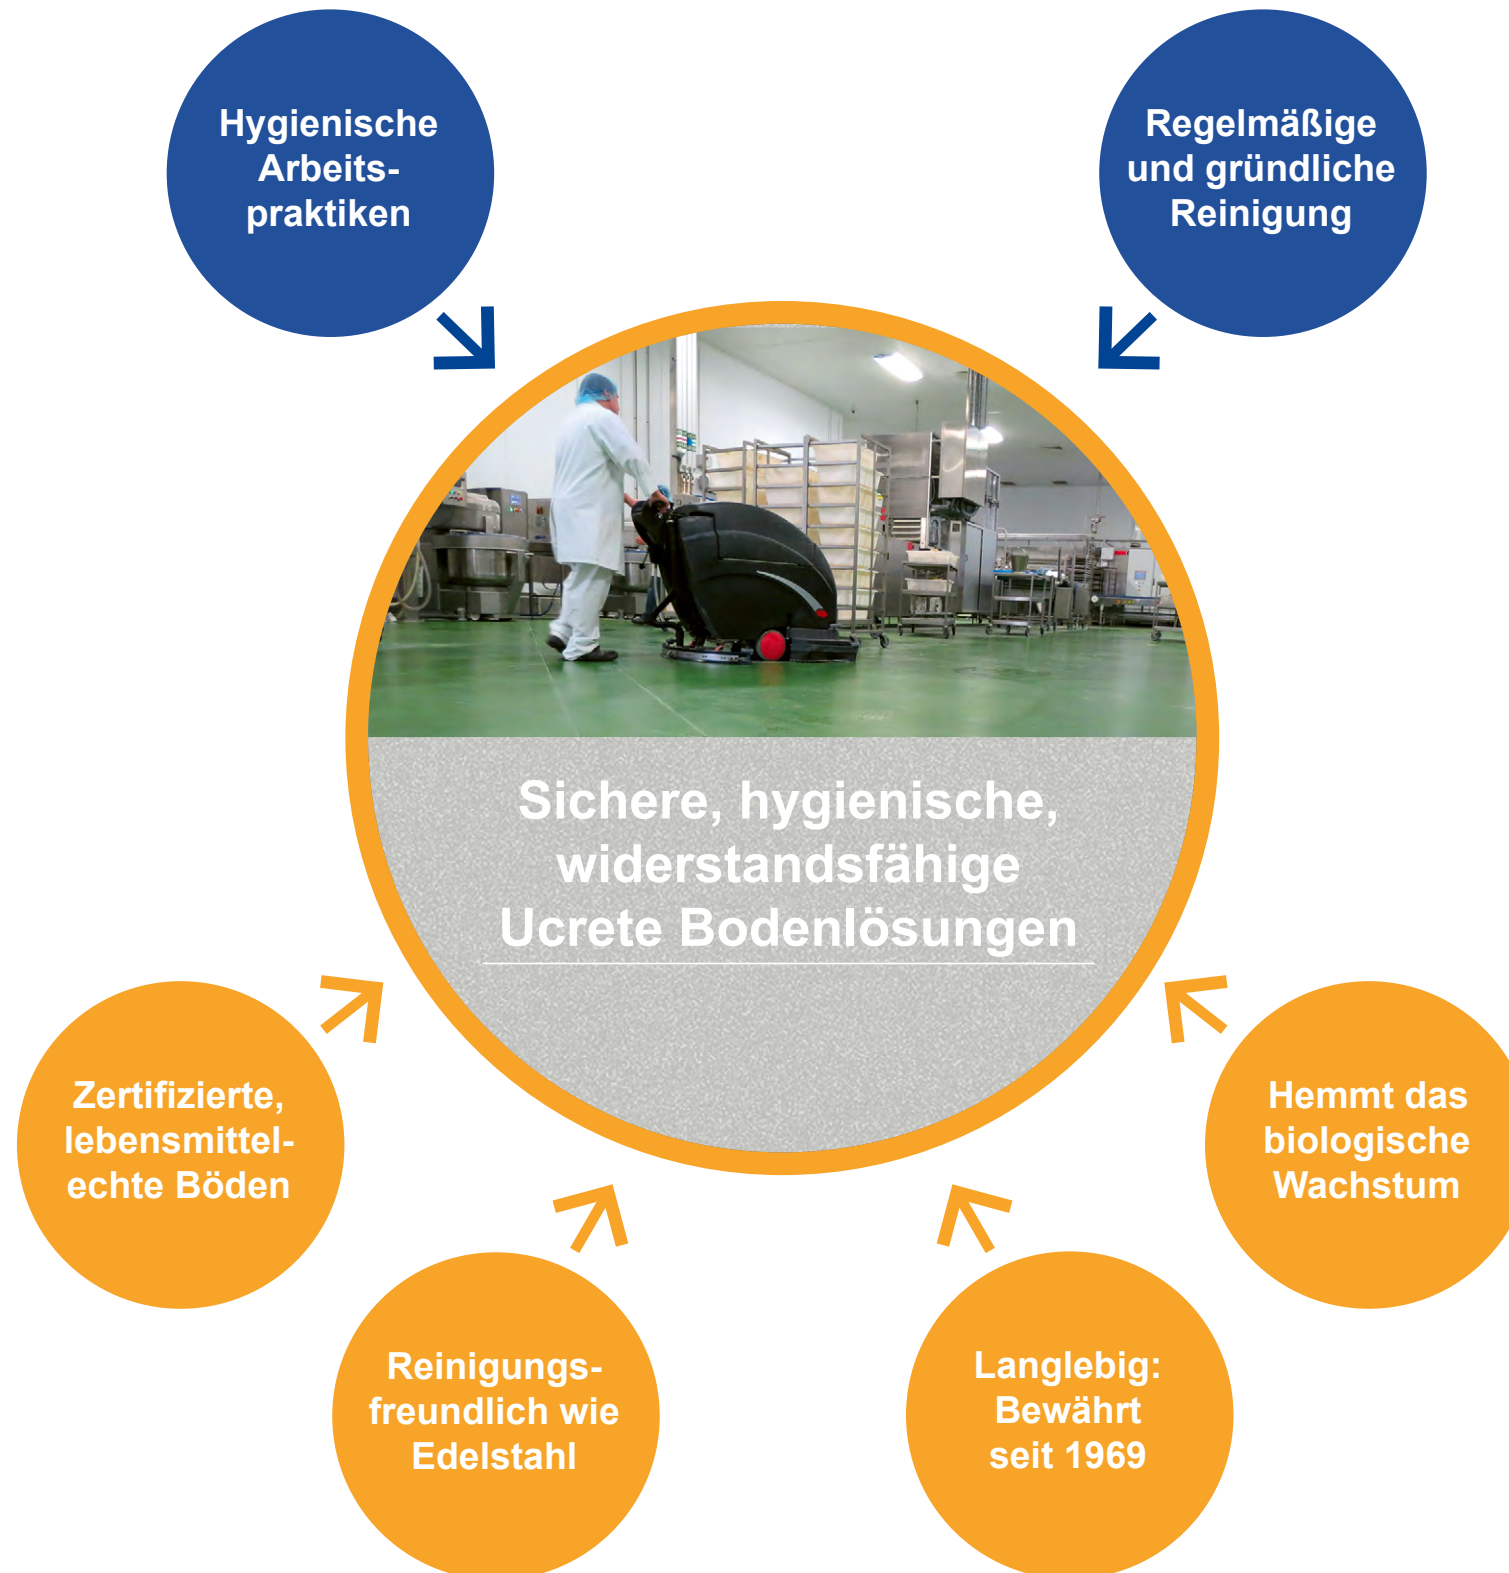 Hygienische
Arbeits-
praktiken
Regelmäßige
und gründliche
Reinigung
Sichere, hygienische,
widerstandsfähige
Ucrete Bodenlösungen
Zertifizierte,
lebensmittel-
echte Böden
Hemmt das
biologische
Wachstum
Reinigungs-
freundlich wie
Edelstahl
Langlebig:
Bewährt
seit 1969